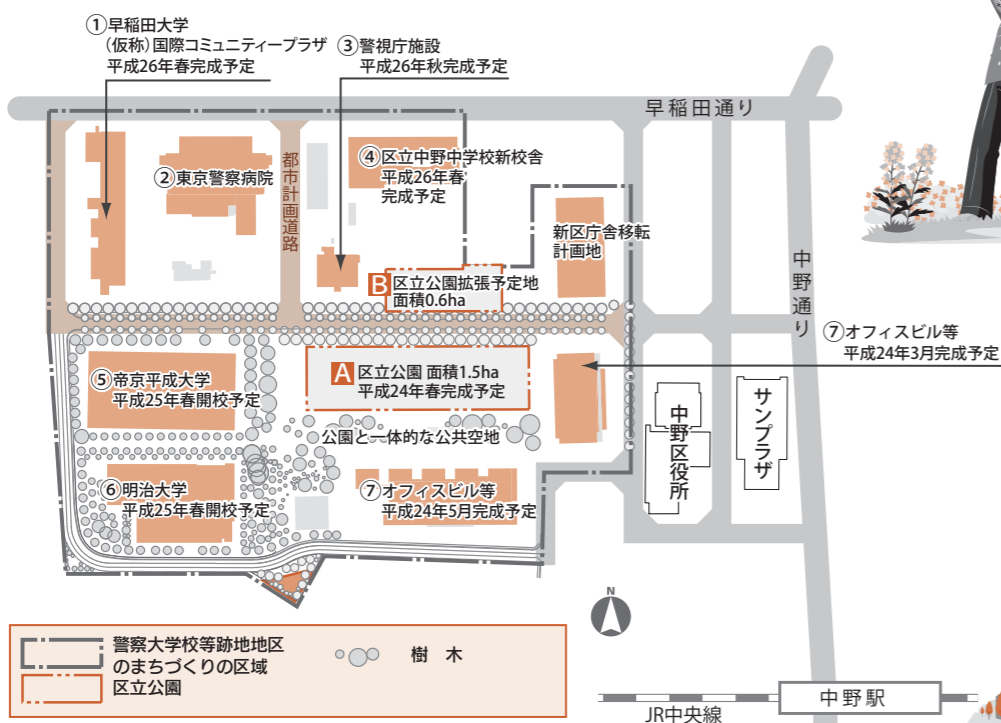 ①早稲田大学
(仮称)国際コミュニティープラザ
平成26年春完成予定
③警視庁施設
平成26年秋完成予定
早稲田通り
②東京警察病院
都市計画道路
④区立中野中学校新校舎
平成26年春
完成予定
新区庁舎移転
計画地
中野通り
B 区立公園拡張予定地
面積0.6ha
⑦オフィスビル等
平成24年3月完成予定
A 区立公園 面積1.5ha
平成24年春完成予定
⑤帝京平成大学
平成25年春開校予定
公園と一体的な公共空地
中野区役所
サンプラザ
⑥明治大学
平成25年春開校予定
⑦オフィスビル等
平成24年5月完成予定
N
警察大学校等跡地地区
のまちづくりの区域
区立公園
樹 木
中野駅
JR中央線